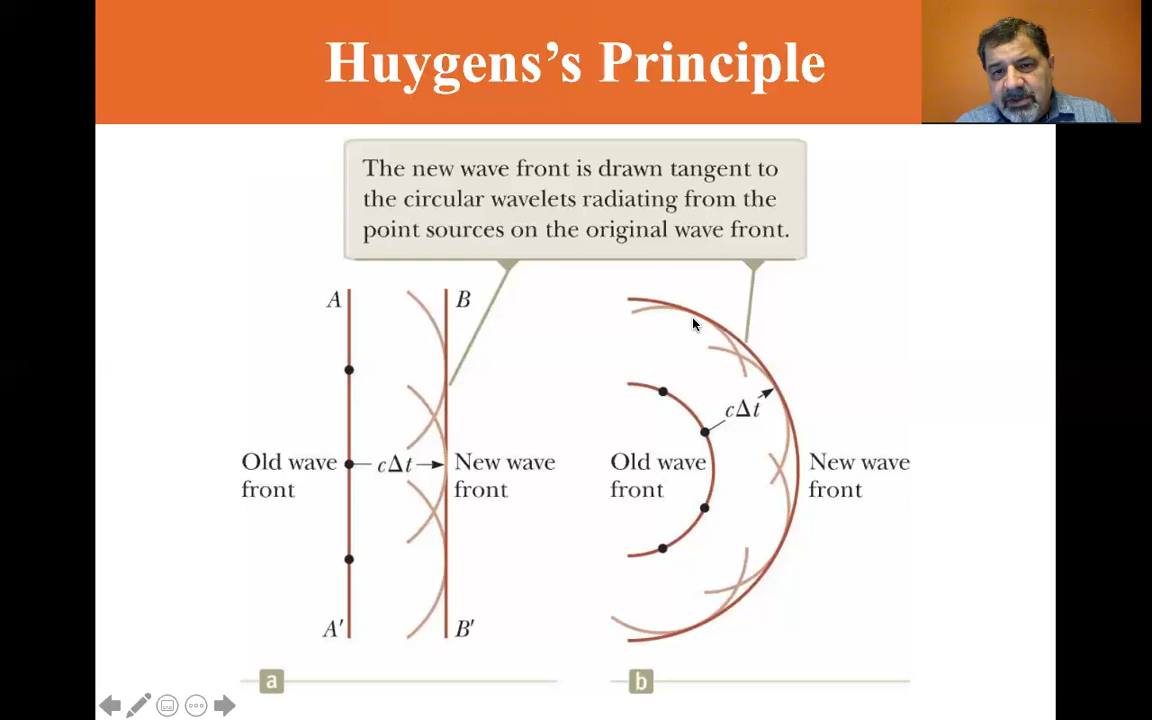 Huygens's Principle
The new wave front is drawn tangent to
the circular wavelets radiating from the
point sources on the original wave front.
A
B
Old wave
front
cΔt
New wave
front
A'
B'
a
cΔt
Old wave
front
New wave
front
b